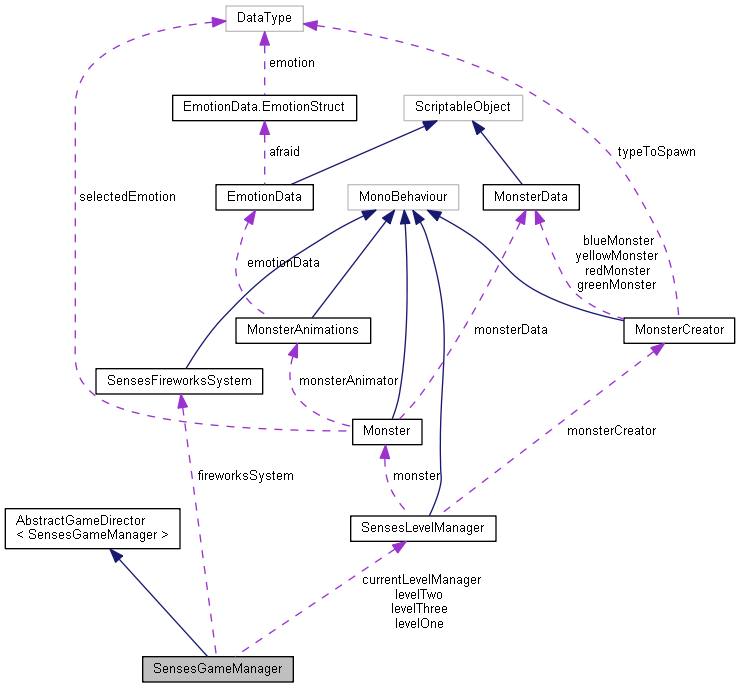 DataType
emotion
EmotionData.EmotionStruct
ScriptableObject
afraid
typeToSpawn
selectedEmotion
EmotionData
MonoBehaviour
MonsterData
blueMonster
yellowMonster
redMonster
greenMonster
emotionData
MonsterAnimations
monsterData
MonsterCreator
SensesFireworksSystem
monsterAnimator
Monster
monsterCreator
fireworksSystem
monster
AbstractGameDirector
< SensesGameManager >
SensesLevelManager
currentLevelManager
levelTwo
levelThree
levelOne
SensesGameManager